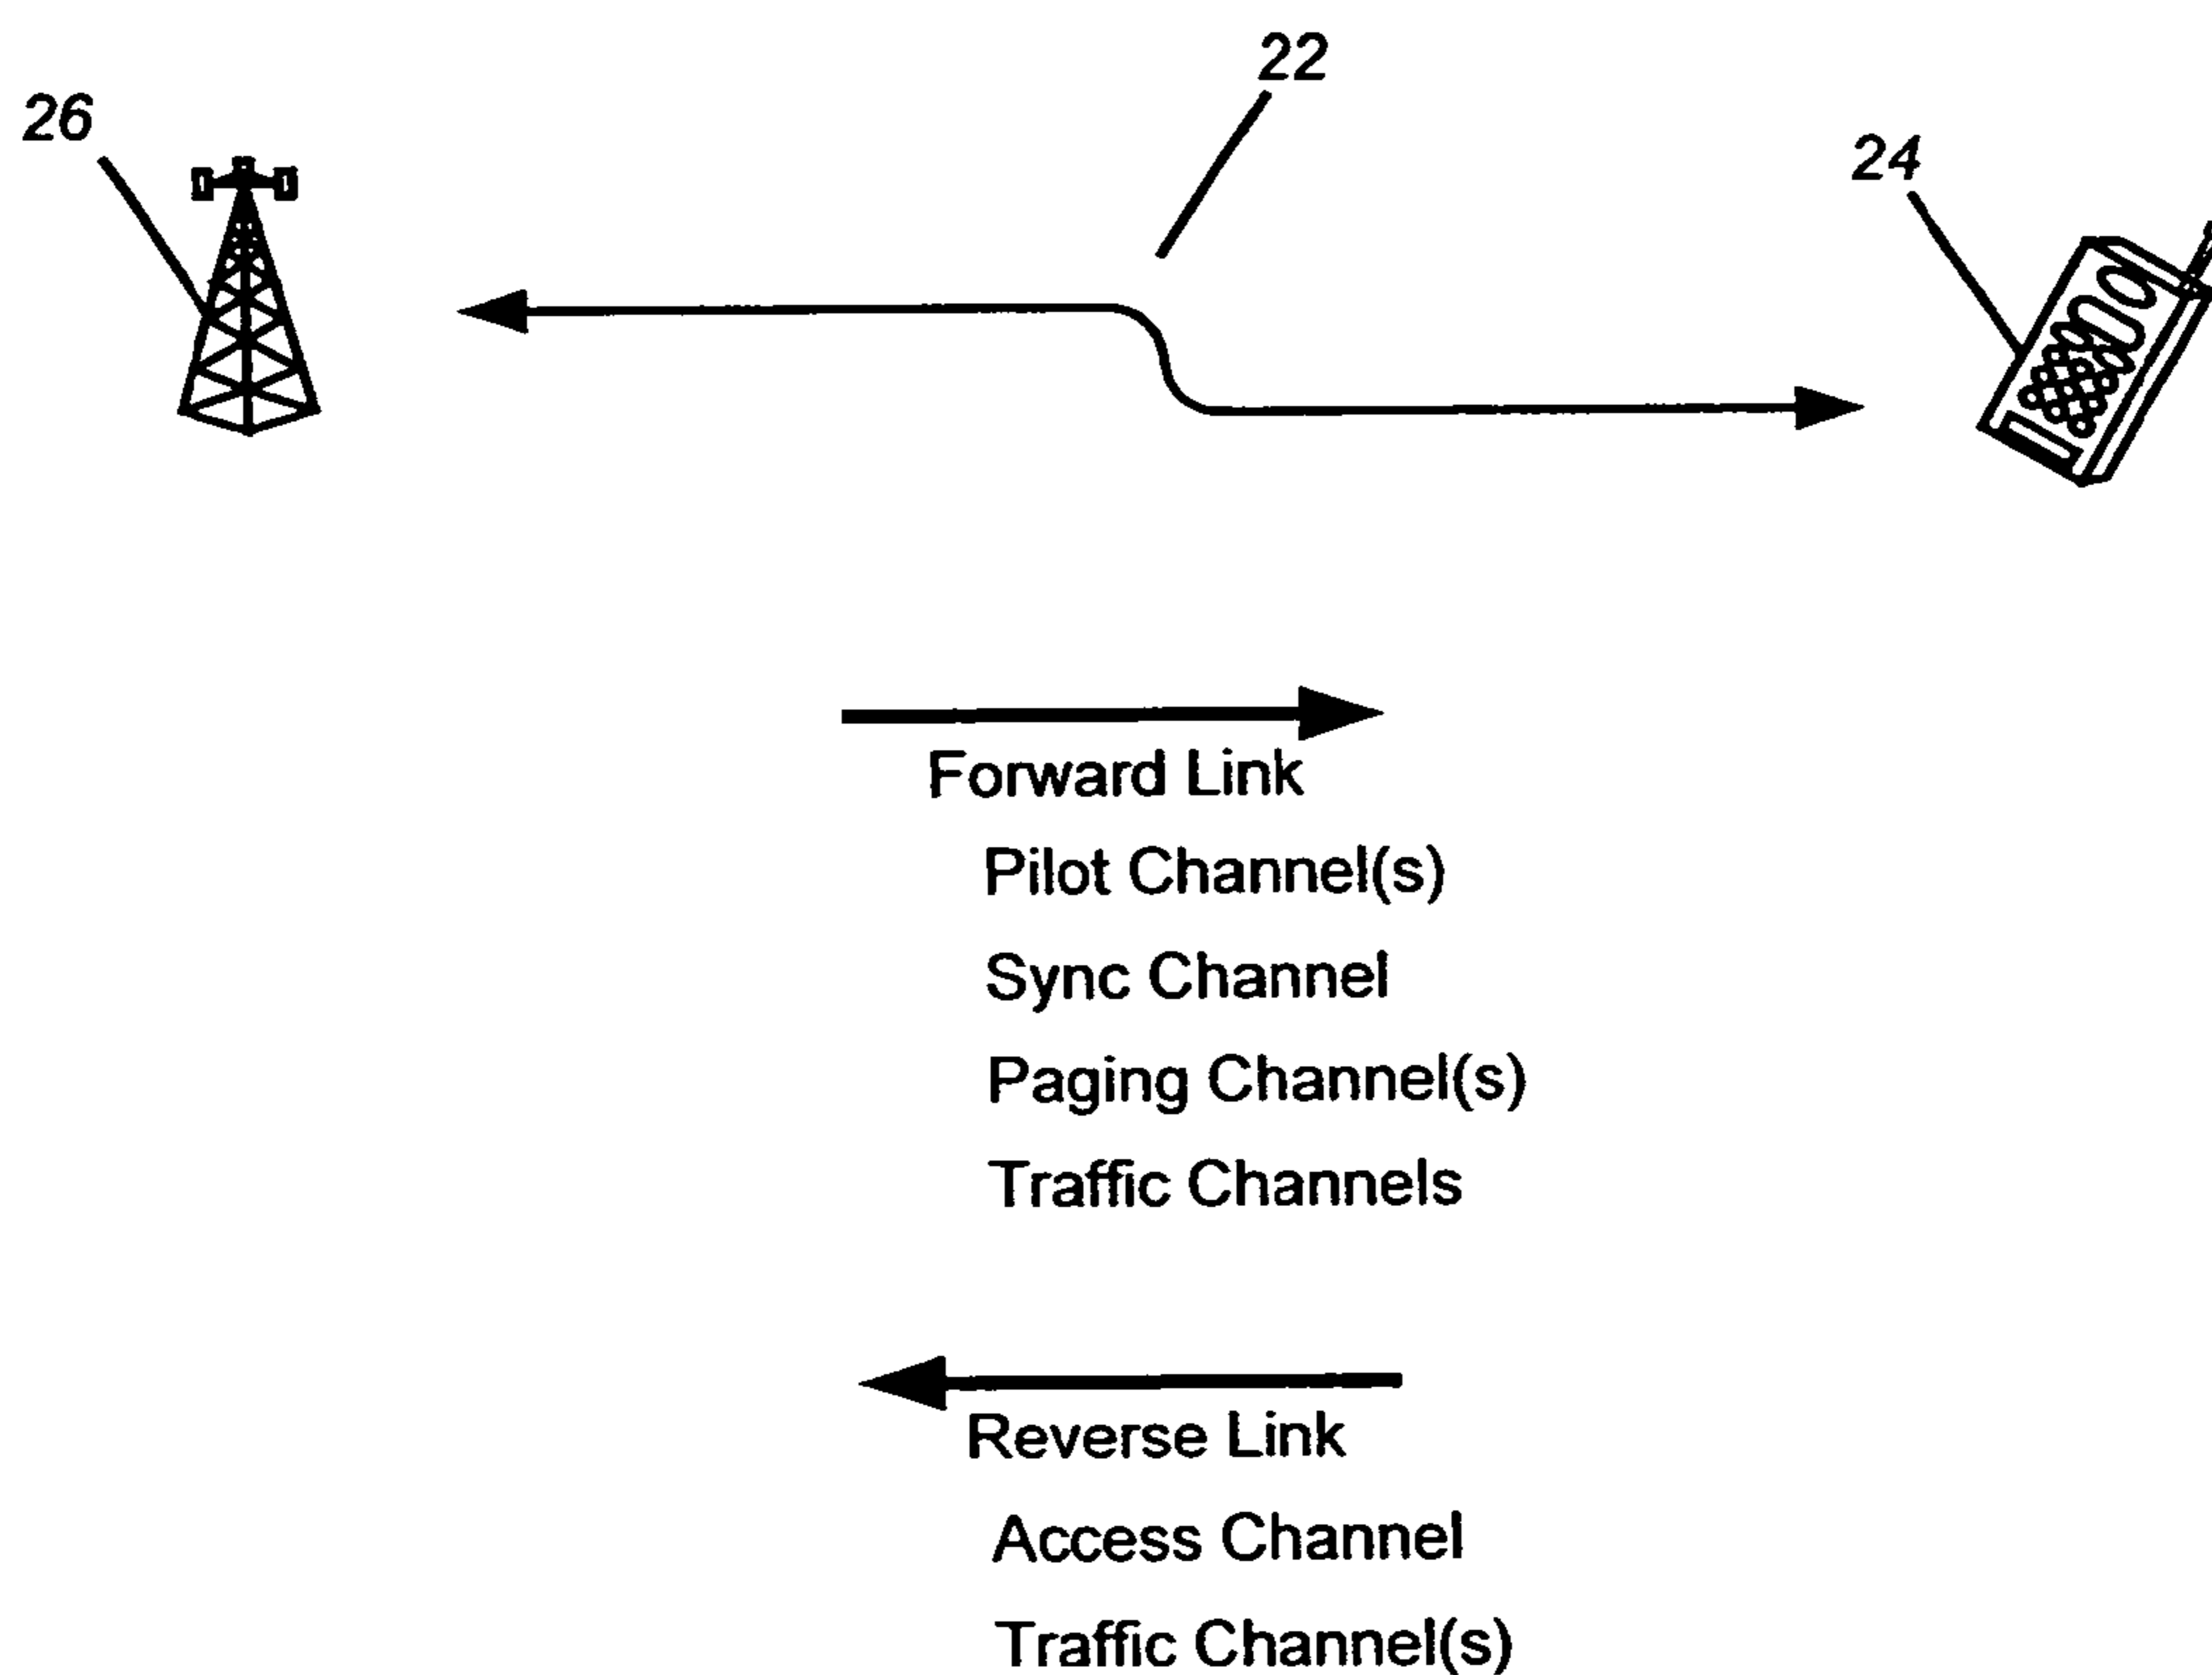 22
26
24
Forward Link
Pilot Channel(s)
Sync Channel
Paging Channel(s)
Traffic Channels
Reverse Link
Access Channel
Traffic Channel(s)